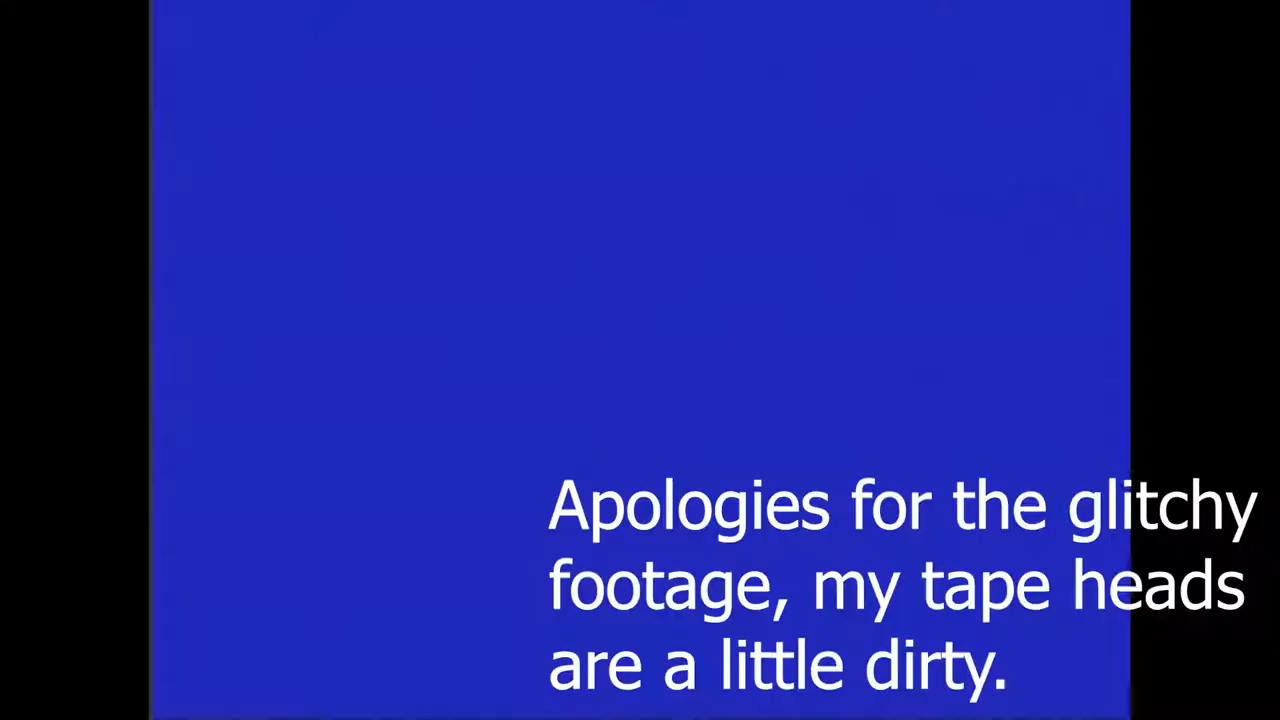 Apologies for the glitchy
footage, my tape heads
are a little dirty.